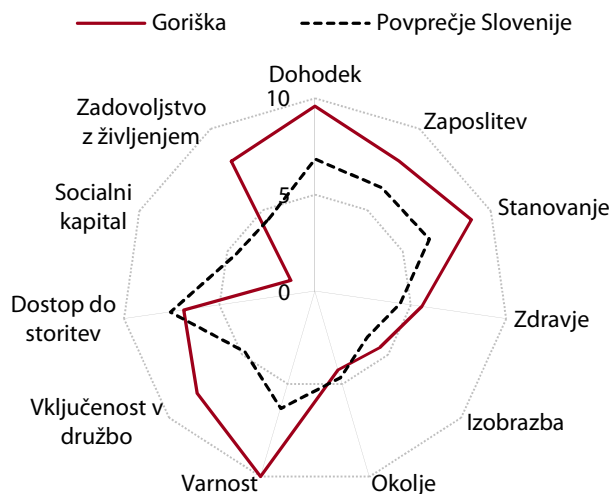 Goriška
Povprečje Slovenije
Dohodek
10
Zadovoljstvo
z življenjem
Zaposlitev
Socialni
kapital
5
Stanovanje
Dostop do
storitev
0
Zdravje
Vključenost v
družbo
Izobrazba
Varnost
Okolje